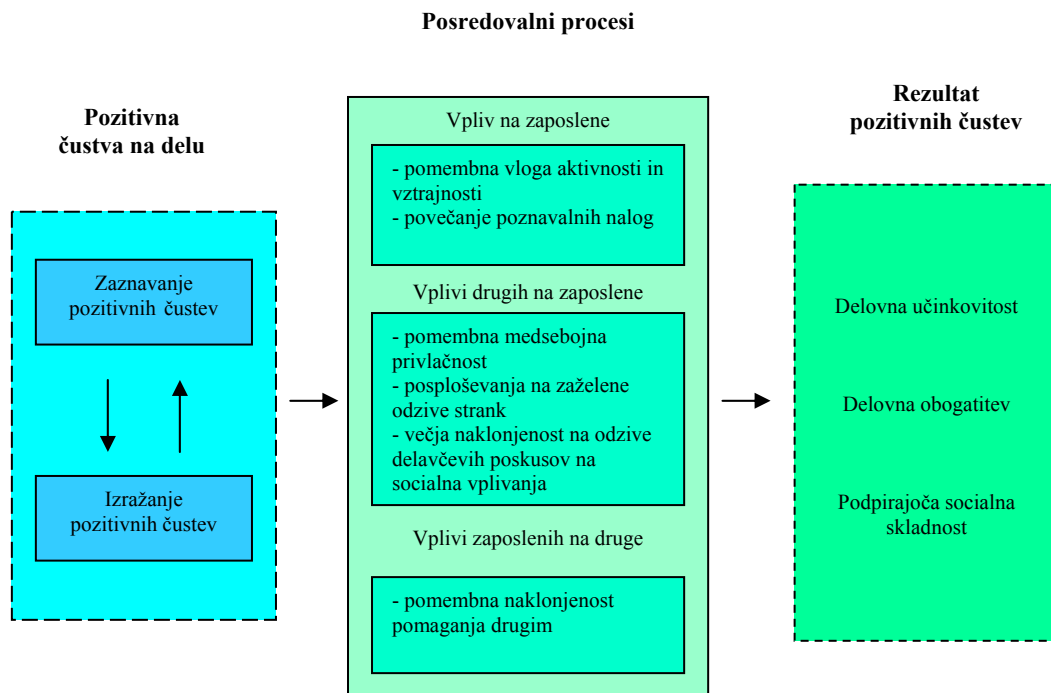 Posredovalni procesi
Pozitivna
čustva na delu
Zaznavanje
pozitivnih čustev
Izražanje
pozitivnih čustev
Vpliv na zaposlene
- pomembna vloga aktivnosti in
vztrajnosti
- povečanje poznavalnih nalog
Vplivi drugih na zaposlene
- pomembna medsebojna
privlačnost
- posploševanja na zaželene
odzive strank
- večja naklonjenost na odzive
delavčevih poskusov na
socialna vplivanja
Vplivi zaposlenih na druge
- pomembna naklonjenost
pomaganja drugim
Rezultat
pozitivnih čustev
Delovna učinkovitost
Delovna obogatitev
Podpirajoča socialna
skladnost